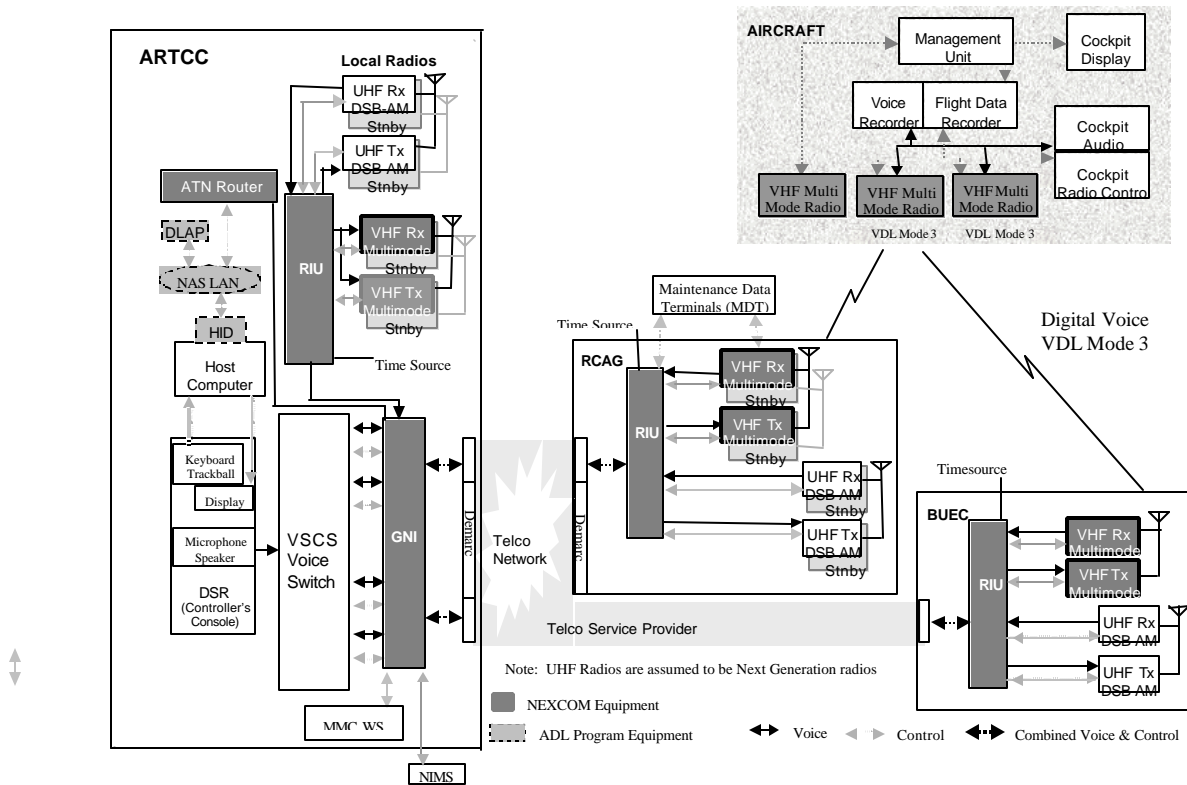 ARTCC
Local Radios
UHF Rx
DSB-AM
Stnby
UHF Tx
DSB AM
Stnby
ATN Router
DLAP
NAS LAN
HID
Host
Computer
RIU
VHF Rx
Multimode
Stnby
VHF Tx
Multimode
Stnby
Time Source
Keyboard
Trackball
Display
Microphone
Speaker
DSR
(Controller's
Console)
VSCS
Voice
Switch
GNI
Demarc
MMC WS
NIMS
Telco
Network
Telco Service Provider
AIRCRAFT
Management
Unit
Cockpit
Display
Voice
Recorder
Flight Data
Recorder
Cockpit
Audio
Cockpit
Radio Contro
VHF Multi
Mode Radio
VHF Multi
Mode Radio
VHF Multi
Mode Radio
VDL Mode 3
VDL Mode 3
Maintenance Data
Terminals (MDT)
Time Source
RCAG
RIU
Demarc
VHF Rx
Multimode
Stnby
VHF Tx
Multimode
Stnby
UHF Rx
DSB AM
Stnby
UHF Tx
DSB AM
Stnby
Digital Voice
VDL Mode 3
Timesource
BUEC
RIU
VHF Rx
Multimode
VHF Tx
Multimode
UHF Rx
DSB AM
UHF Tx
DSB AM
Note: UHF Radios are assumed to be Next Generation radios
NEXCOM Equipment
ADL Program Equipment
Voice
Control
Combined Voice & Control